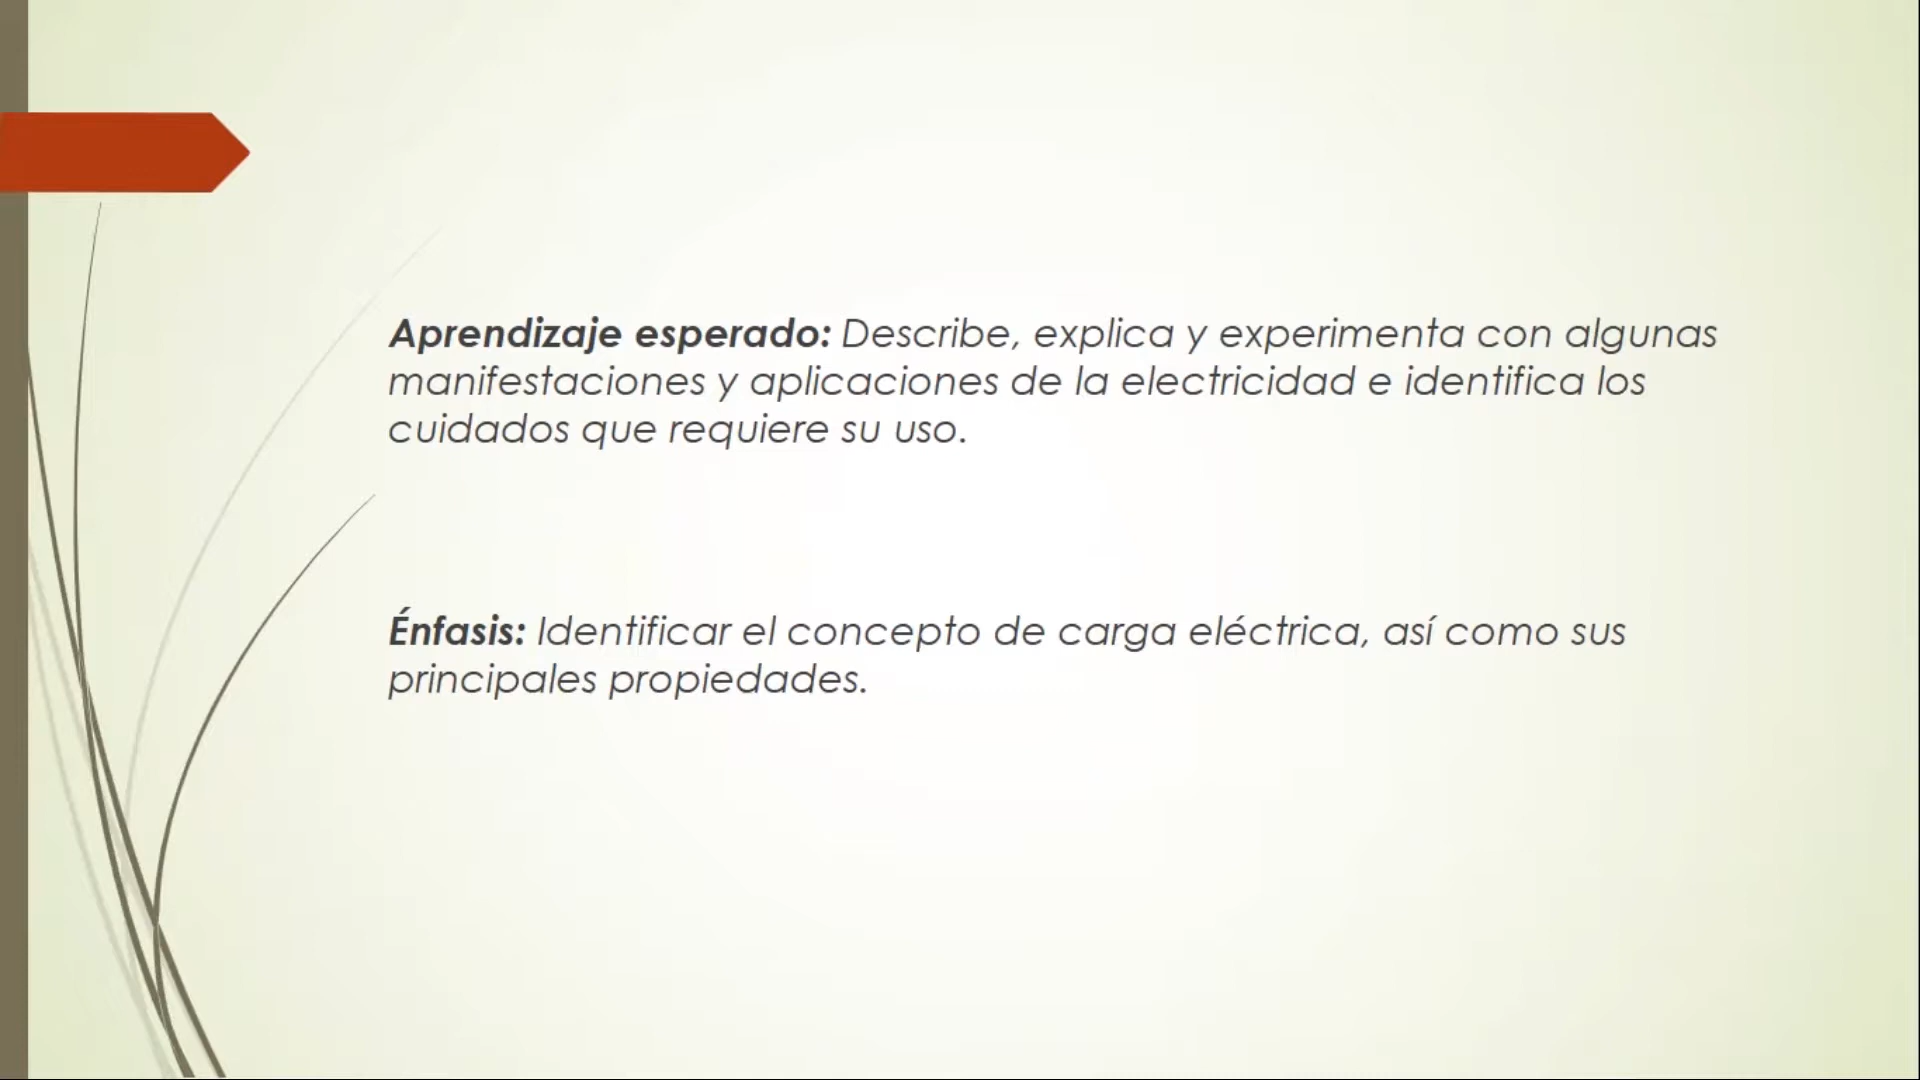 Aprendizaje esperado: Describe, explica y experimenta con algunas
manifestaciones y aplicaciones de la electricidad e identifica los
cuidados que requiere su uso.
Énfasis: Identificar el concepto de carga eléctrica, así como sus
principales propiedades.